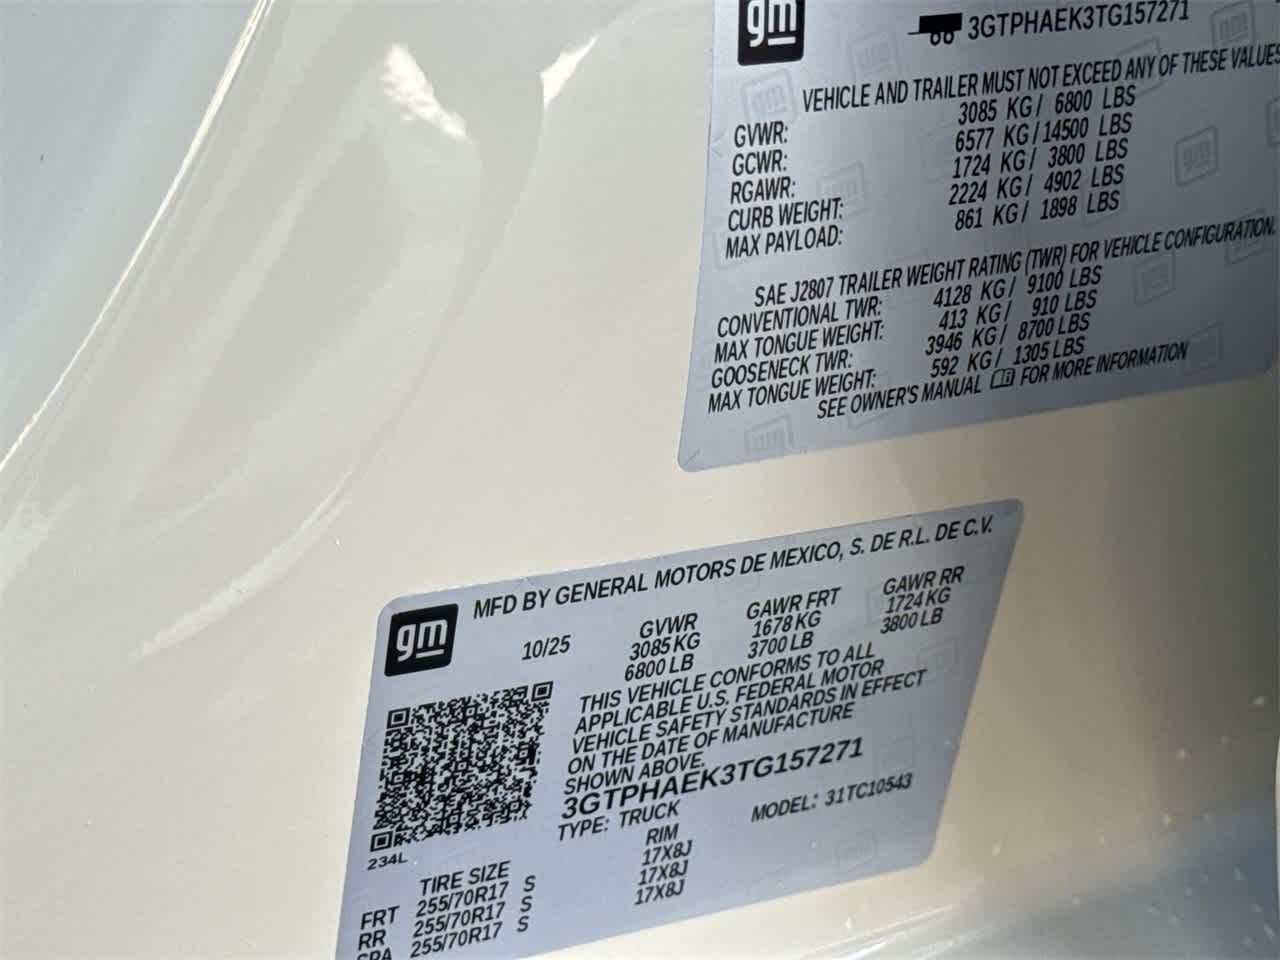 gm
3GTPHAEK3TG157271
VEHICLE AND TRAILER MUST NOT EXCEED ANY OF THESE VALUES
GVWR: 3085 KG/ 6800 LBS
GCWR: 6577 KG/14500 LBS
RGAWR: 1724 KG/ 3800 LBS
CURB WEIGHT: 2224 KG/ 4902 LBS
MAX PAYLOAD: 861 KG/ 1898 LBS
SAE J2807 TRAILER WEIGHT RATING (TWR) FOR VEHICLE CONFIGURATION.
CONVENTIONAL TWR: 4128 KG/ 9100 LBS
MAX TONGUE WEIGHT: 413 KG/ 910 LBS
GOOSENECK TWR: 3946 KG/ 8700 LBS
MAX TONGUE WEIGHT: 592 KG/ 1305 LBS
SEE OWNER'S MANUAL FOR MORE INFORMATION
gm
MFD BY GENERAL MOTORS DE MEXICO, S. DE R.L. DE C.V.
10/25
GVWR GAWR FRT GAWR RR
3085KG 1678KG 1724KG
6800 LB 3700 LB 3800 LB
THIS VEHICLE CONFORMS TO ALL
APPLICABLE U.S. FEDERAL MOTOR
VEHICLE SAFETY STANDARDS IN EFFECT
ON THE DATE OF MANUFACTURE
SHOWN ABOVE.
3GTPHAEK3TG157271
TYPE: TRUCK MODEL: 31TC10543
234L
TIRE SIZE RIM
FRT 255/70R17 S 17X8J
RR 255/70R17 S 17X8J
SPA 255/70R17 S 17X8J